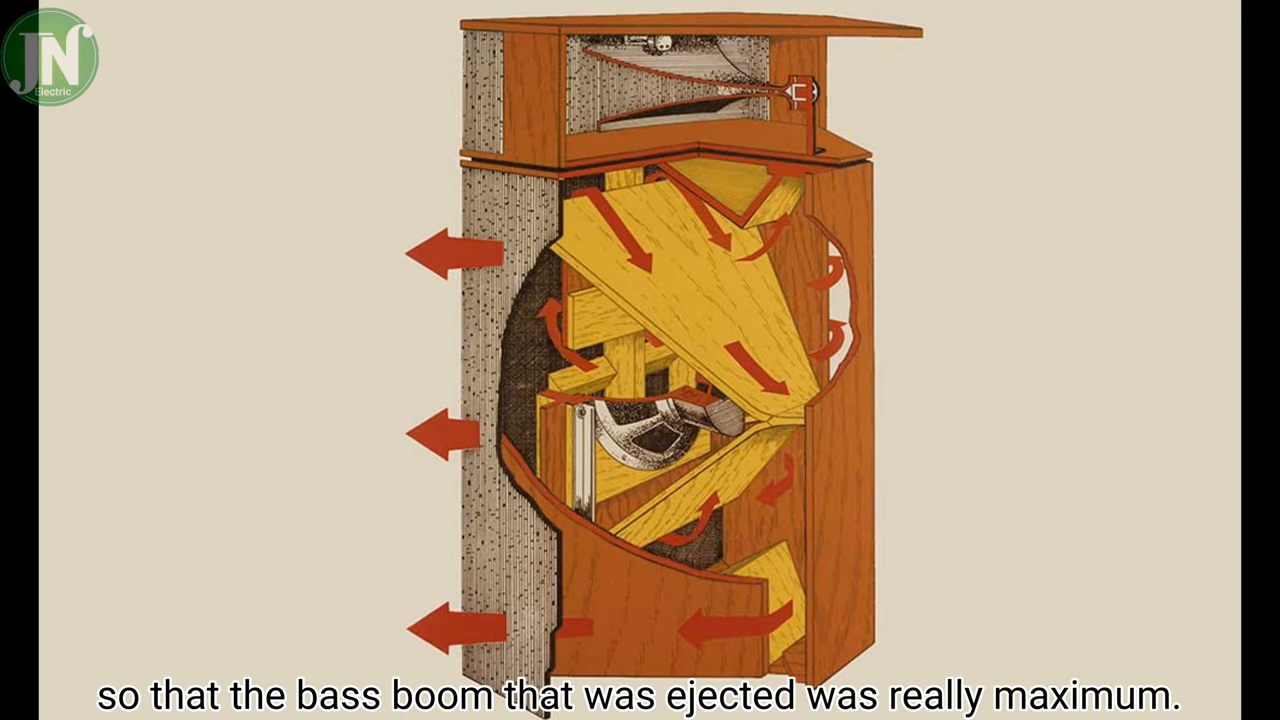 JN
Electric
so that the bass boom that was ejected was really maximum.